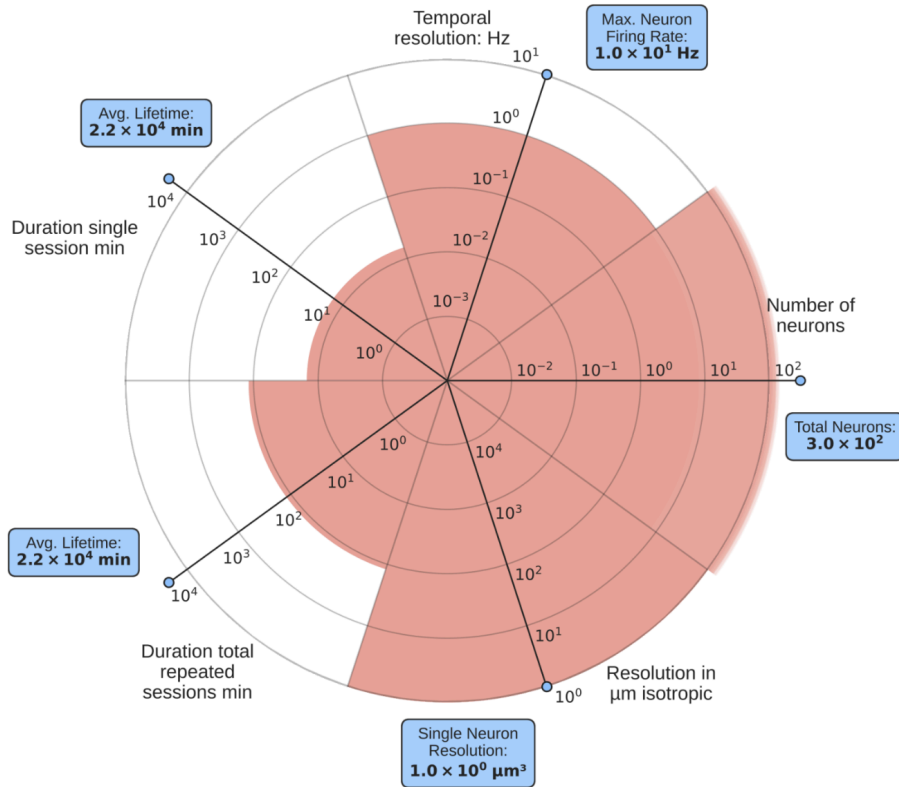 Temporal
resolution: Hz
Max. Neuron
Firing Rate:
1.0 × 10¹ Hz
10¹
10⁰
10⁻¹
10⁻²
10⁻³
Avg. Lifetime:
2.2 × 10⁴ min
Duration single
session min
10⁴
10³
10²
10¹
10⁰
Number of
neurons
10⁻²
10⁻¹
10⁰
10¹
10²
Total Neurons:
3.0 × 10²
10⁰
10¹
10²
10³
10⁴
Avg. Lifetime:
2.2 × 10⁴ min
Duration total
repeated
sessions min
10⁴
10³
10²
10¹
10⁰
Resolution in
µm isotropic
Single Neuron
Resolution:
1.0 × 10⁰ µm³